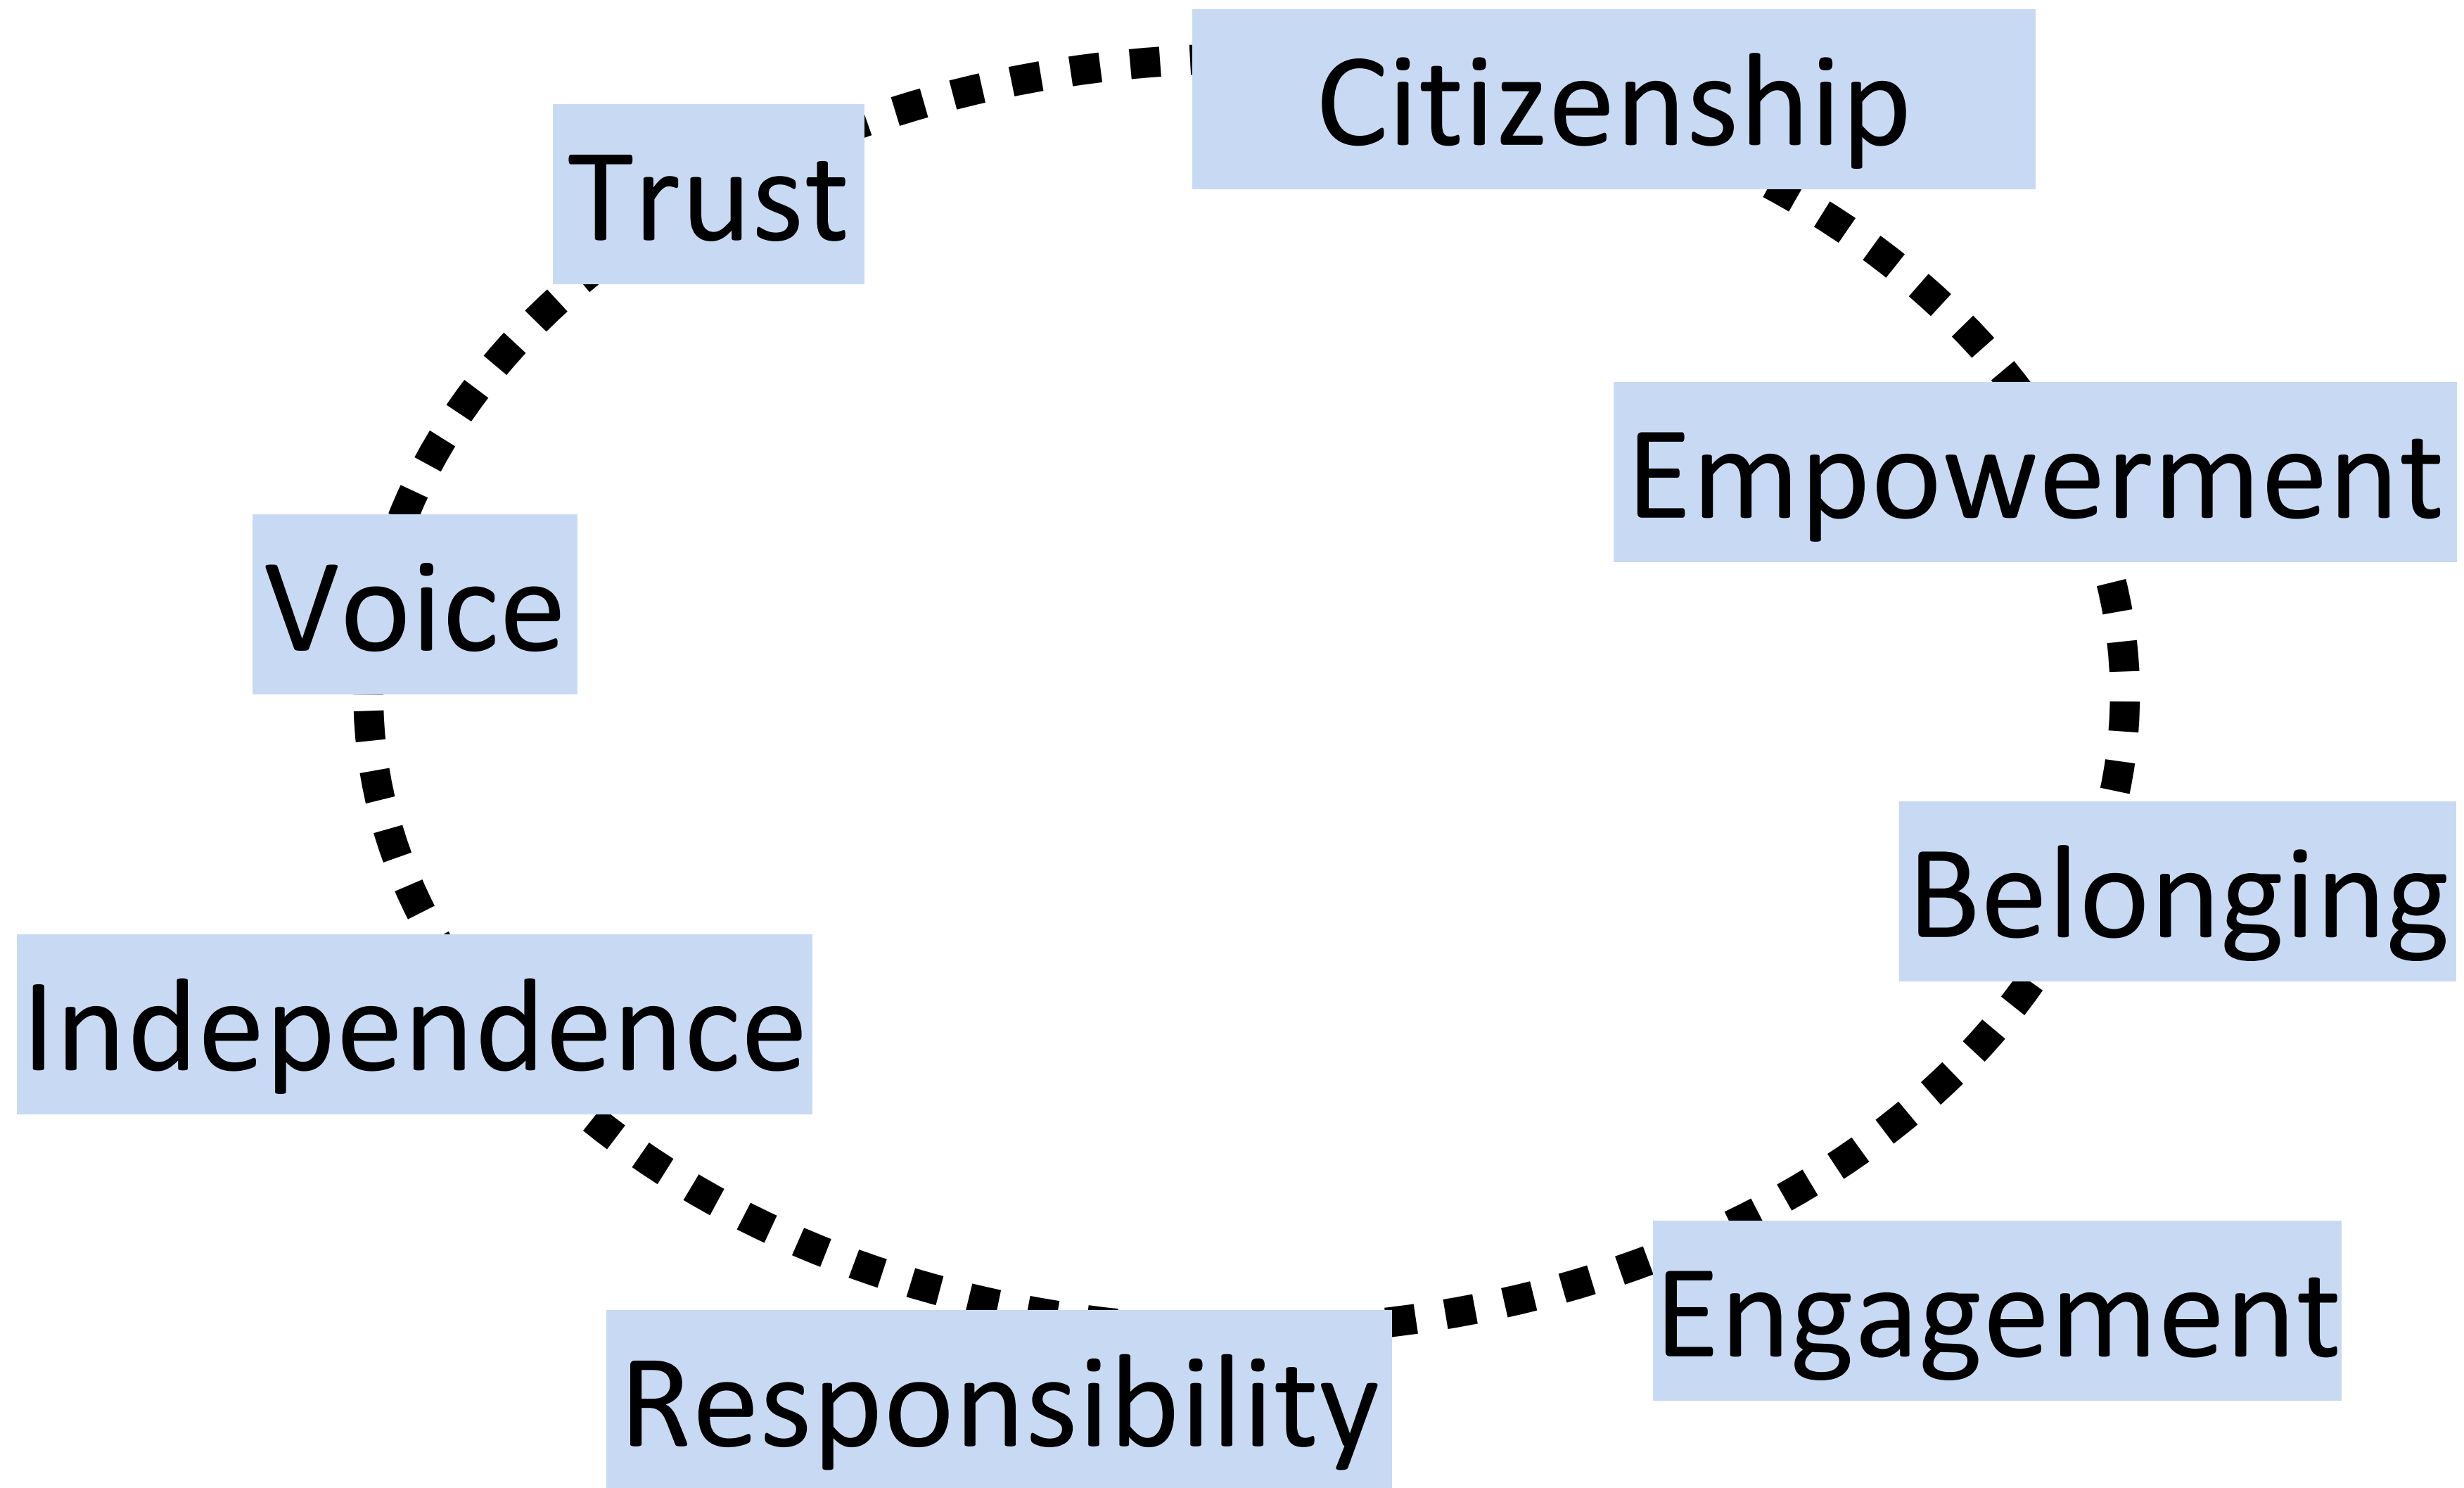 Citizenship
Trust
Empowerment
Voice
Belonging
Independence
Engagement
Responsibility